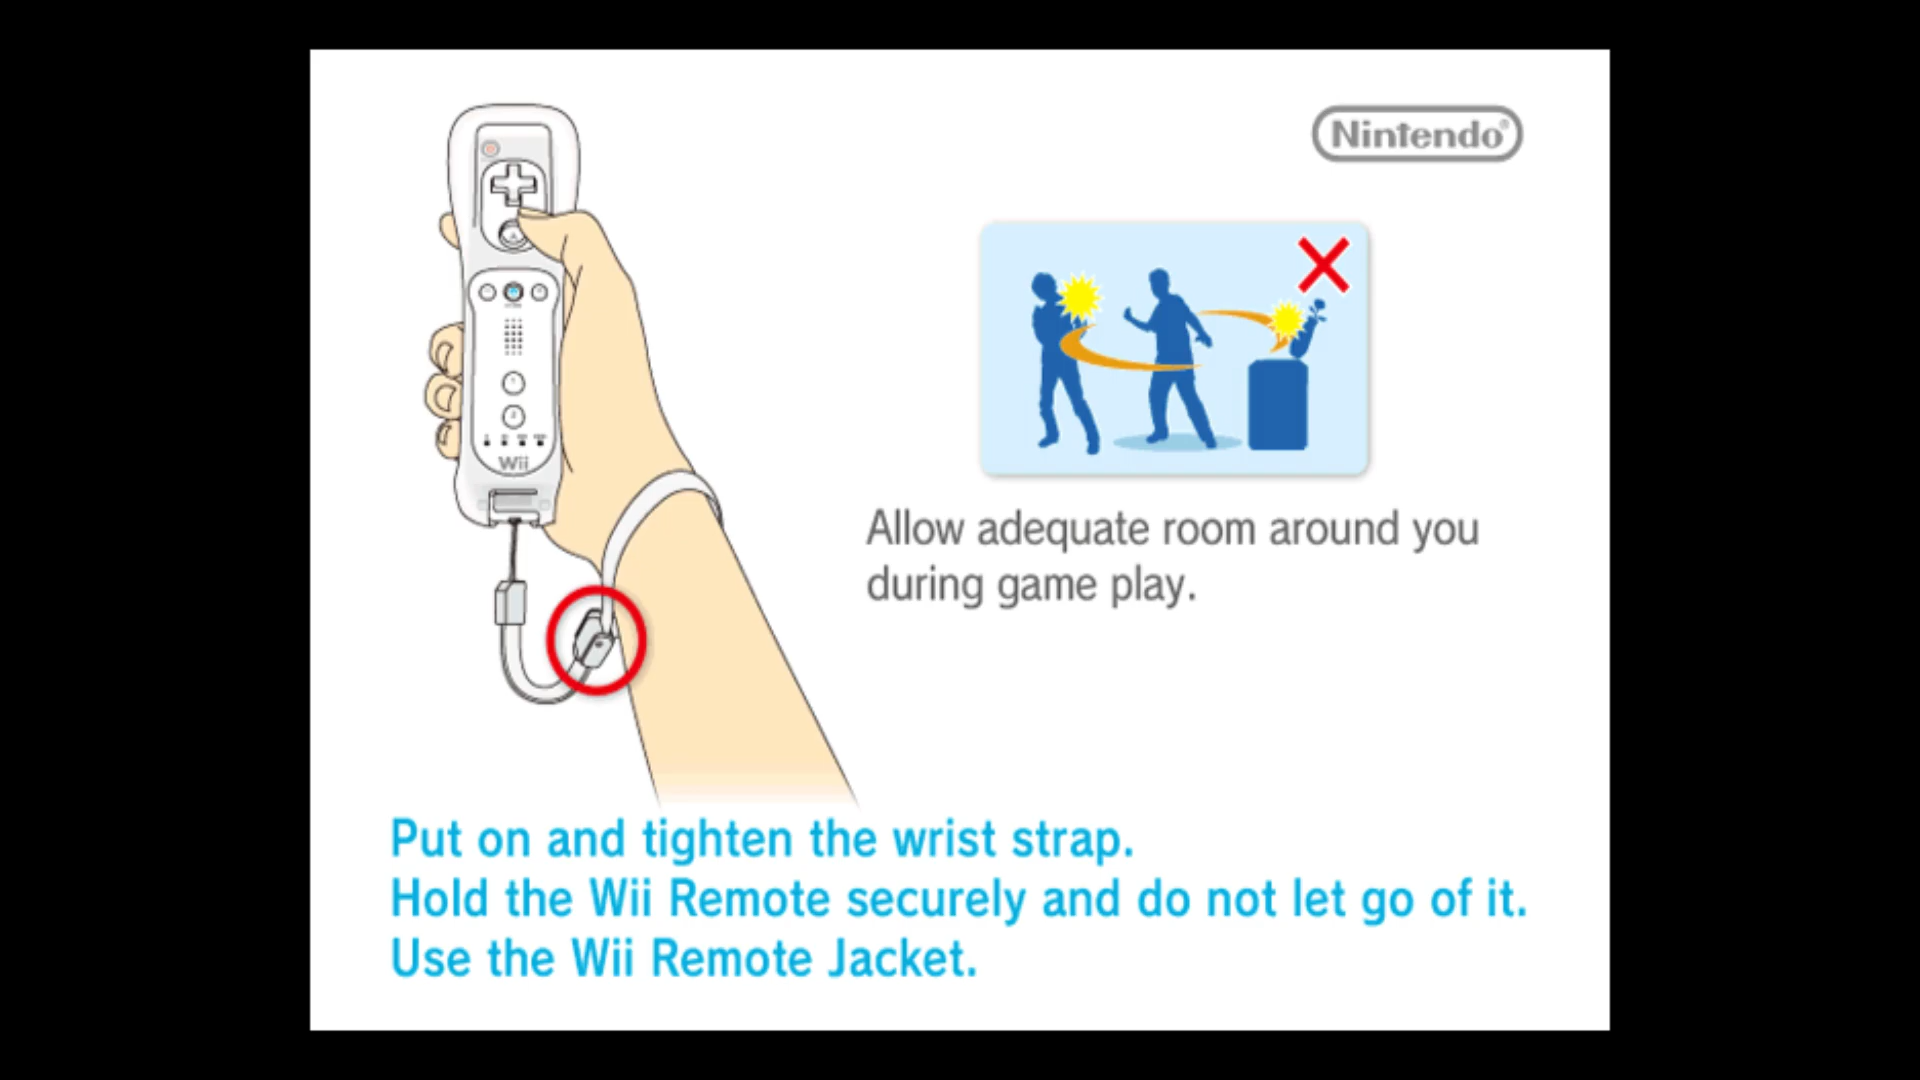 Nintendo®
Allow adequate room around you
during game play.
Wii
Put on and tighten the wrist strap.
Hold the Wii Remote securely and do not let go of it.
Use the Wii Remote Jacket.